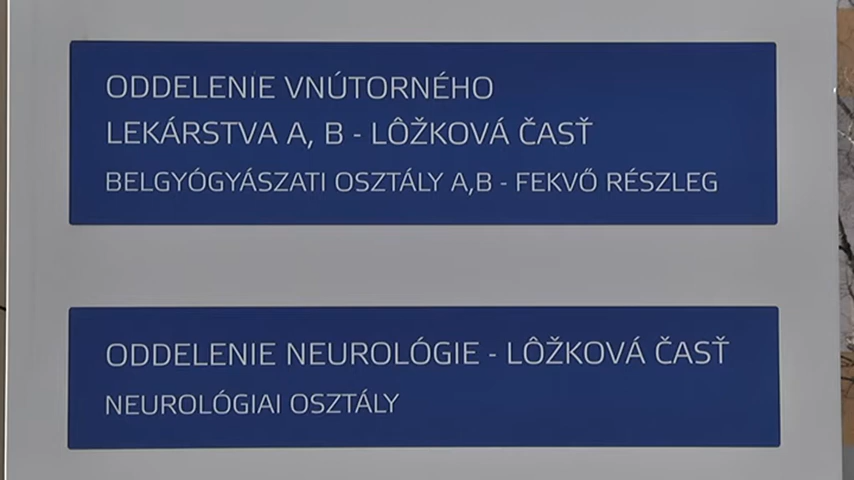 ODDELENIE VNÚTORNÉHO
LEKÁRSTVA A, B - LÔŽKOVÁ ČASŤ
BELGYÓGYÁSZATI OSZTÁLY A,B - FEKVŐ RÉSZLEG
ODDELENIE NEUROLÓGIE - LÔŽKOVÁ ČASŤ
NEUROLÓGIAI OSZTÁLY